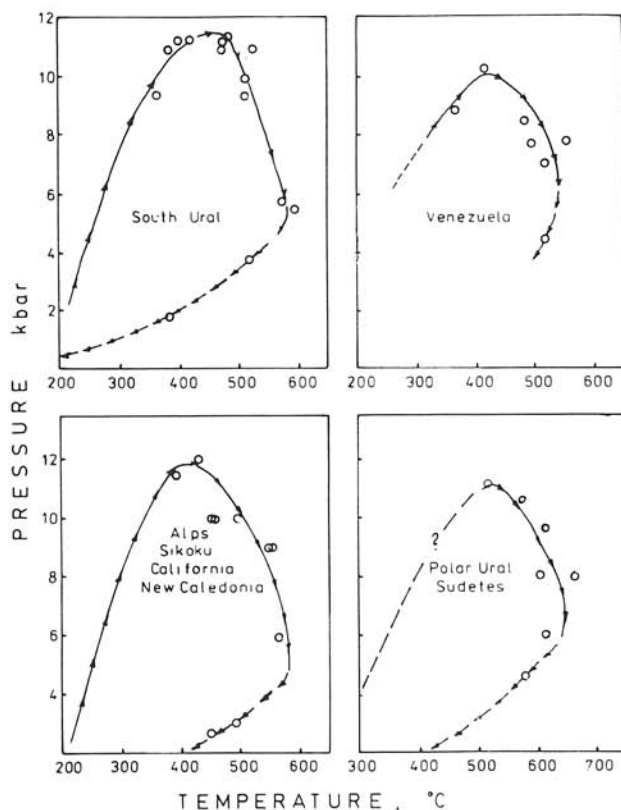 12
10
8
6
4
2
South Ural
200 300 400 500 600
Venezuela
200 300 400 500 600
PRESSURE kbar
12
10
8
6
4
Alps
Sikoku
California
New Caledonia
200 300 400 500 600
?
Polar Ural
Sudetes
300 400 500 600 700
TEMPERATURE, °C